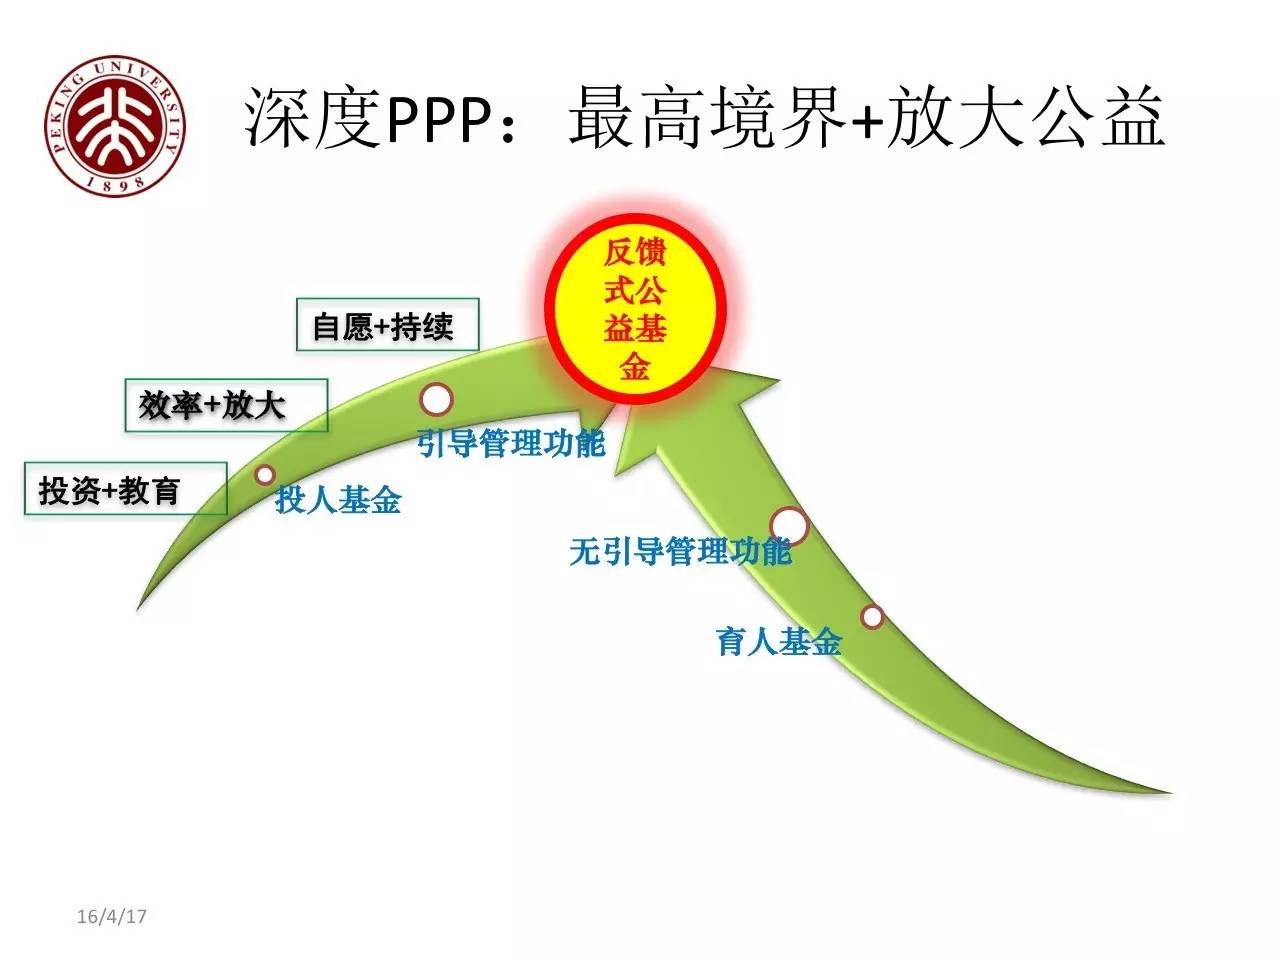 PEKING UNIVERSITY
1898
深度PPP：最高境界+放大公益
反馈
式公
益基
金
自愿+持续
效率+放大
引导管理功能
投资+教育
投人基金
无引导管理功能
育人基金
16/4/17